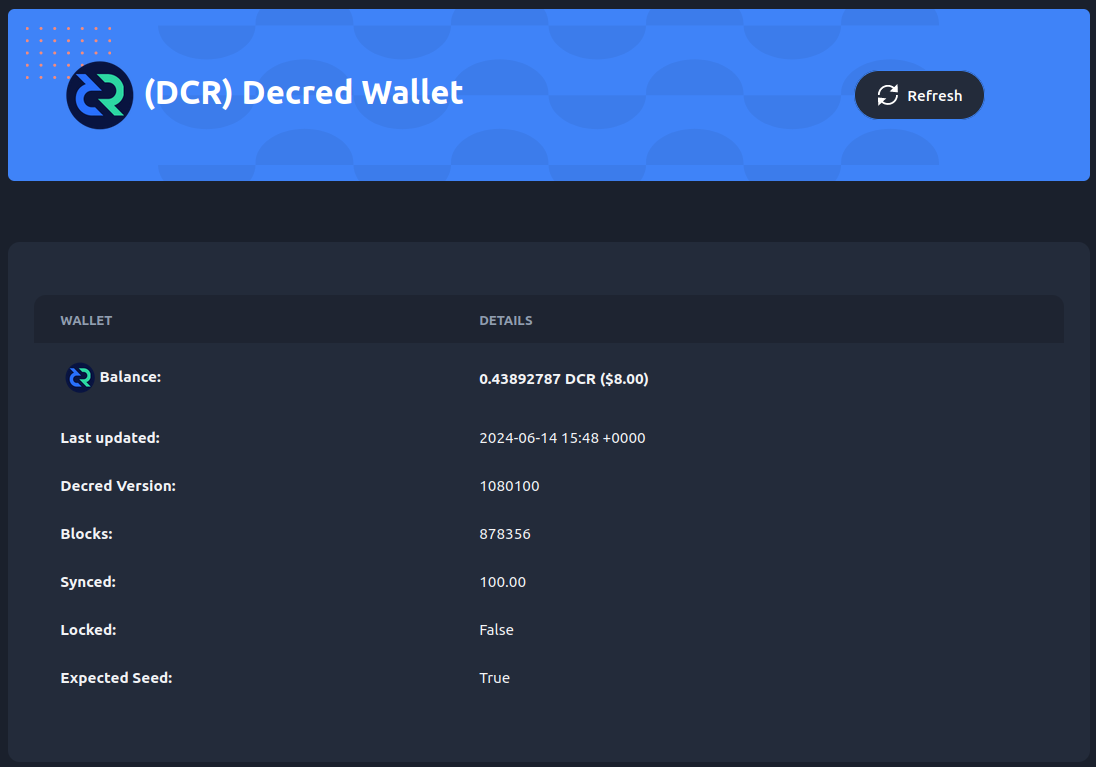 (DCR) Decred Wallet
Refresh
WALLET DETAILS
Balance: 0.43892787 DCR ($8.00)
Last updated: 2024-06-14 15:48 +0000
Decred Version: 1080100
Blocks: 878356
Synced: 100.00
Locked: False
Expected Seed: True